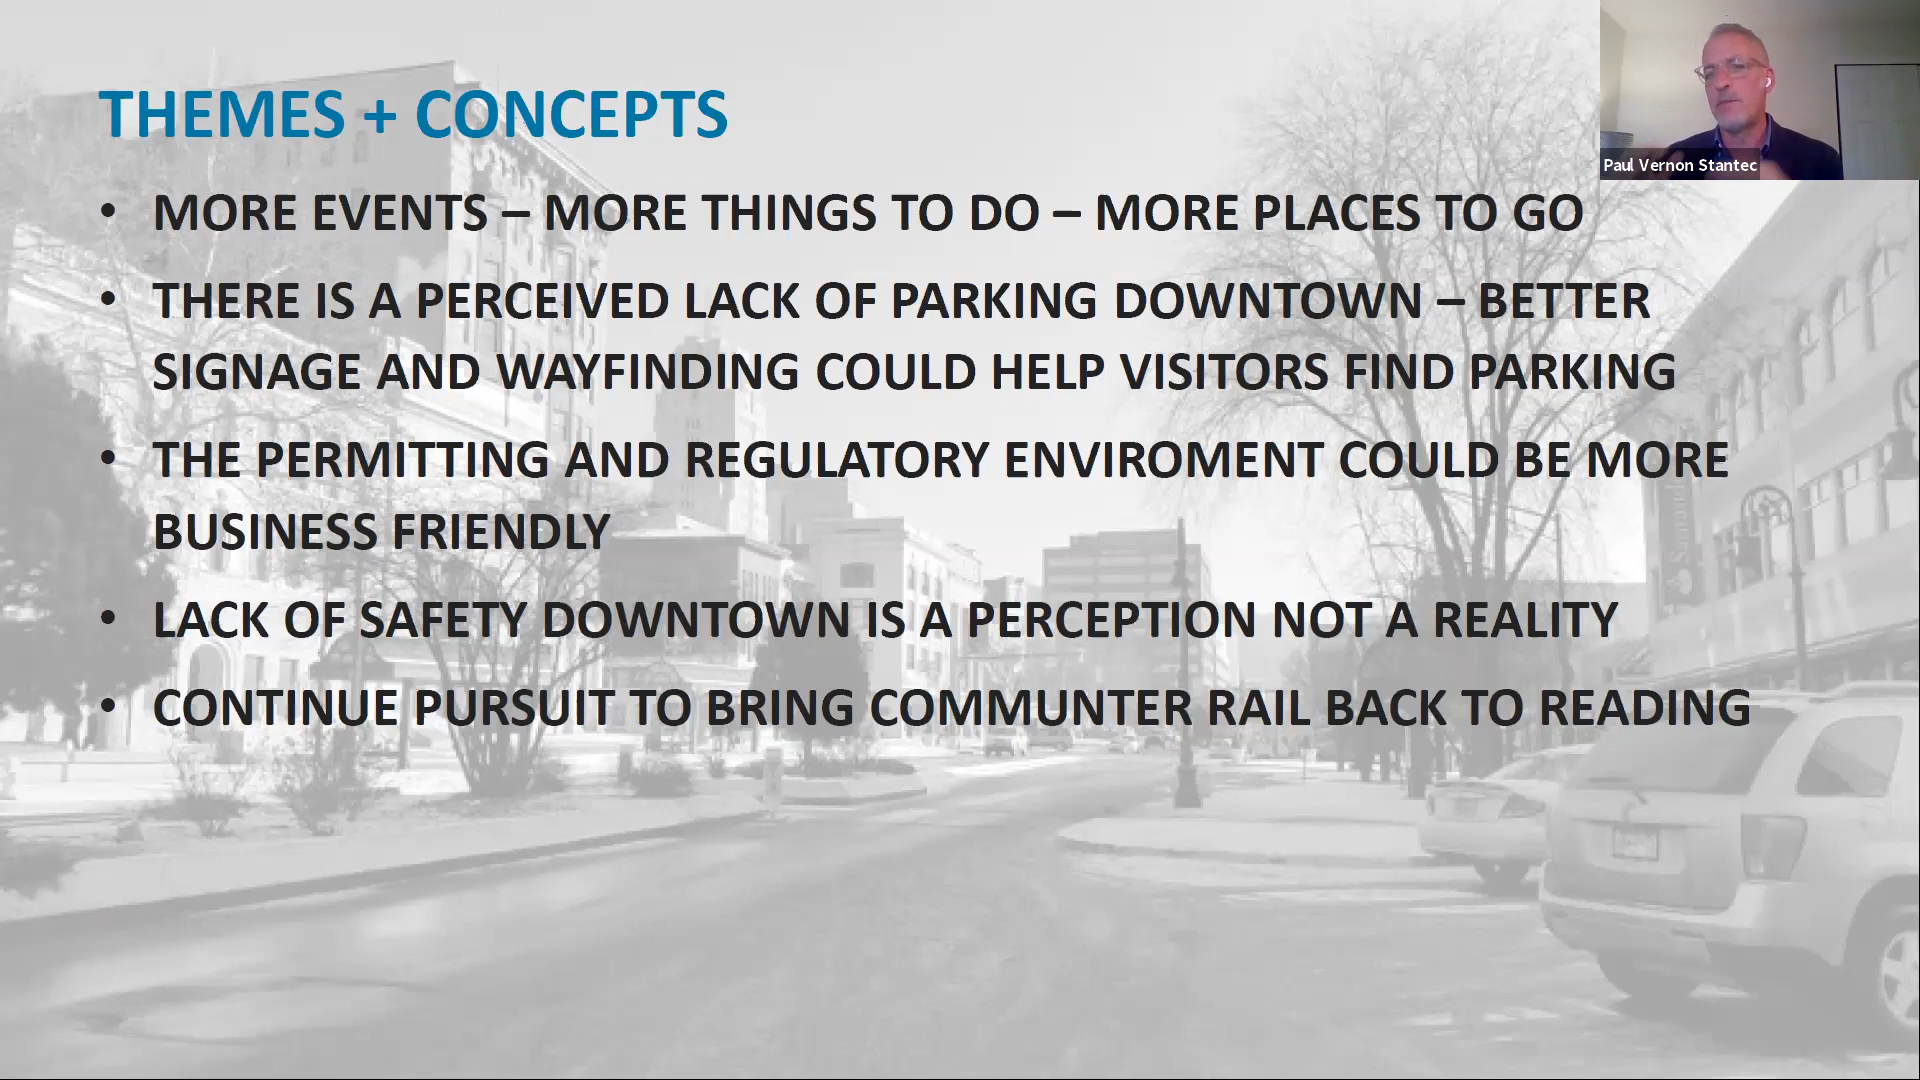 THEMES + CONCEPTS
Paul Vernon Stantec
• MORE EVENTS – MORE THINGS TO DO – MORE PLACES TO GO
• THERE IS A PERCEIVED LACK OF PARKING DOWNTOWN – BETTER
SIGNAGE AND WAYFINDING COULD HELP VISITORS FIND PARKING
• THE PERMITTING AND REGULATORY ENVIROMENT COULD BE MORE
BUSINESS FRIENDLY
• LACK OF SAFETY DOWNTOWN IS A PERCEPTION NOT A REALITY
• CONTINUE PURSUIT TO BRING COMMUNTER RAIL BACK TO READING